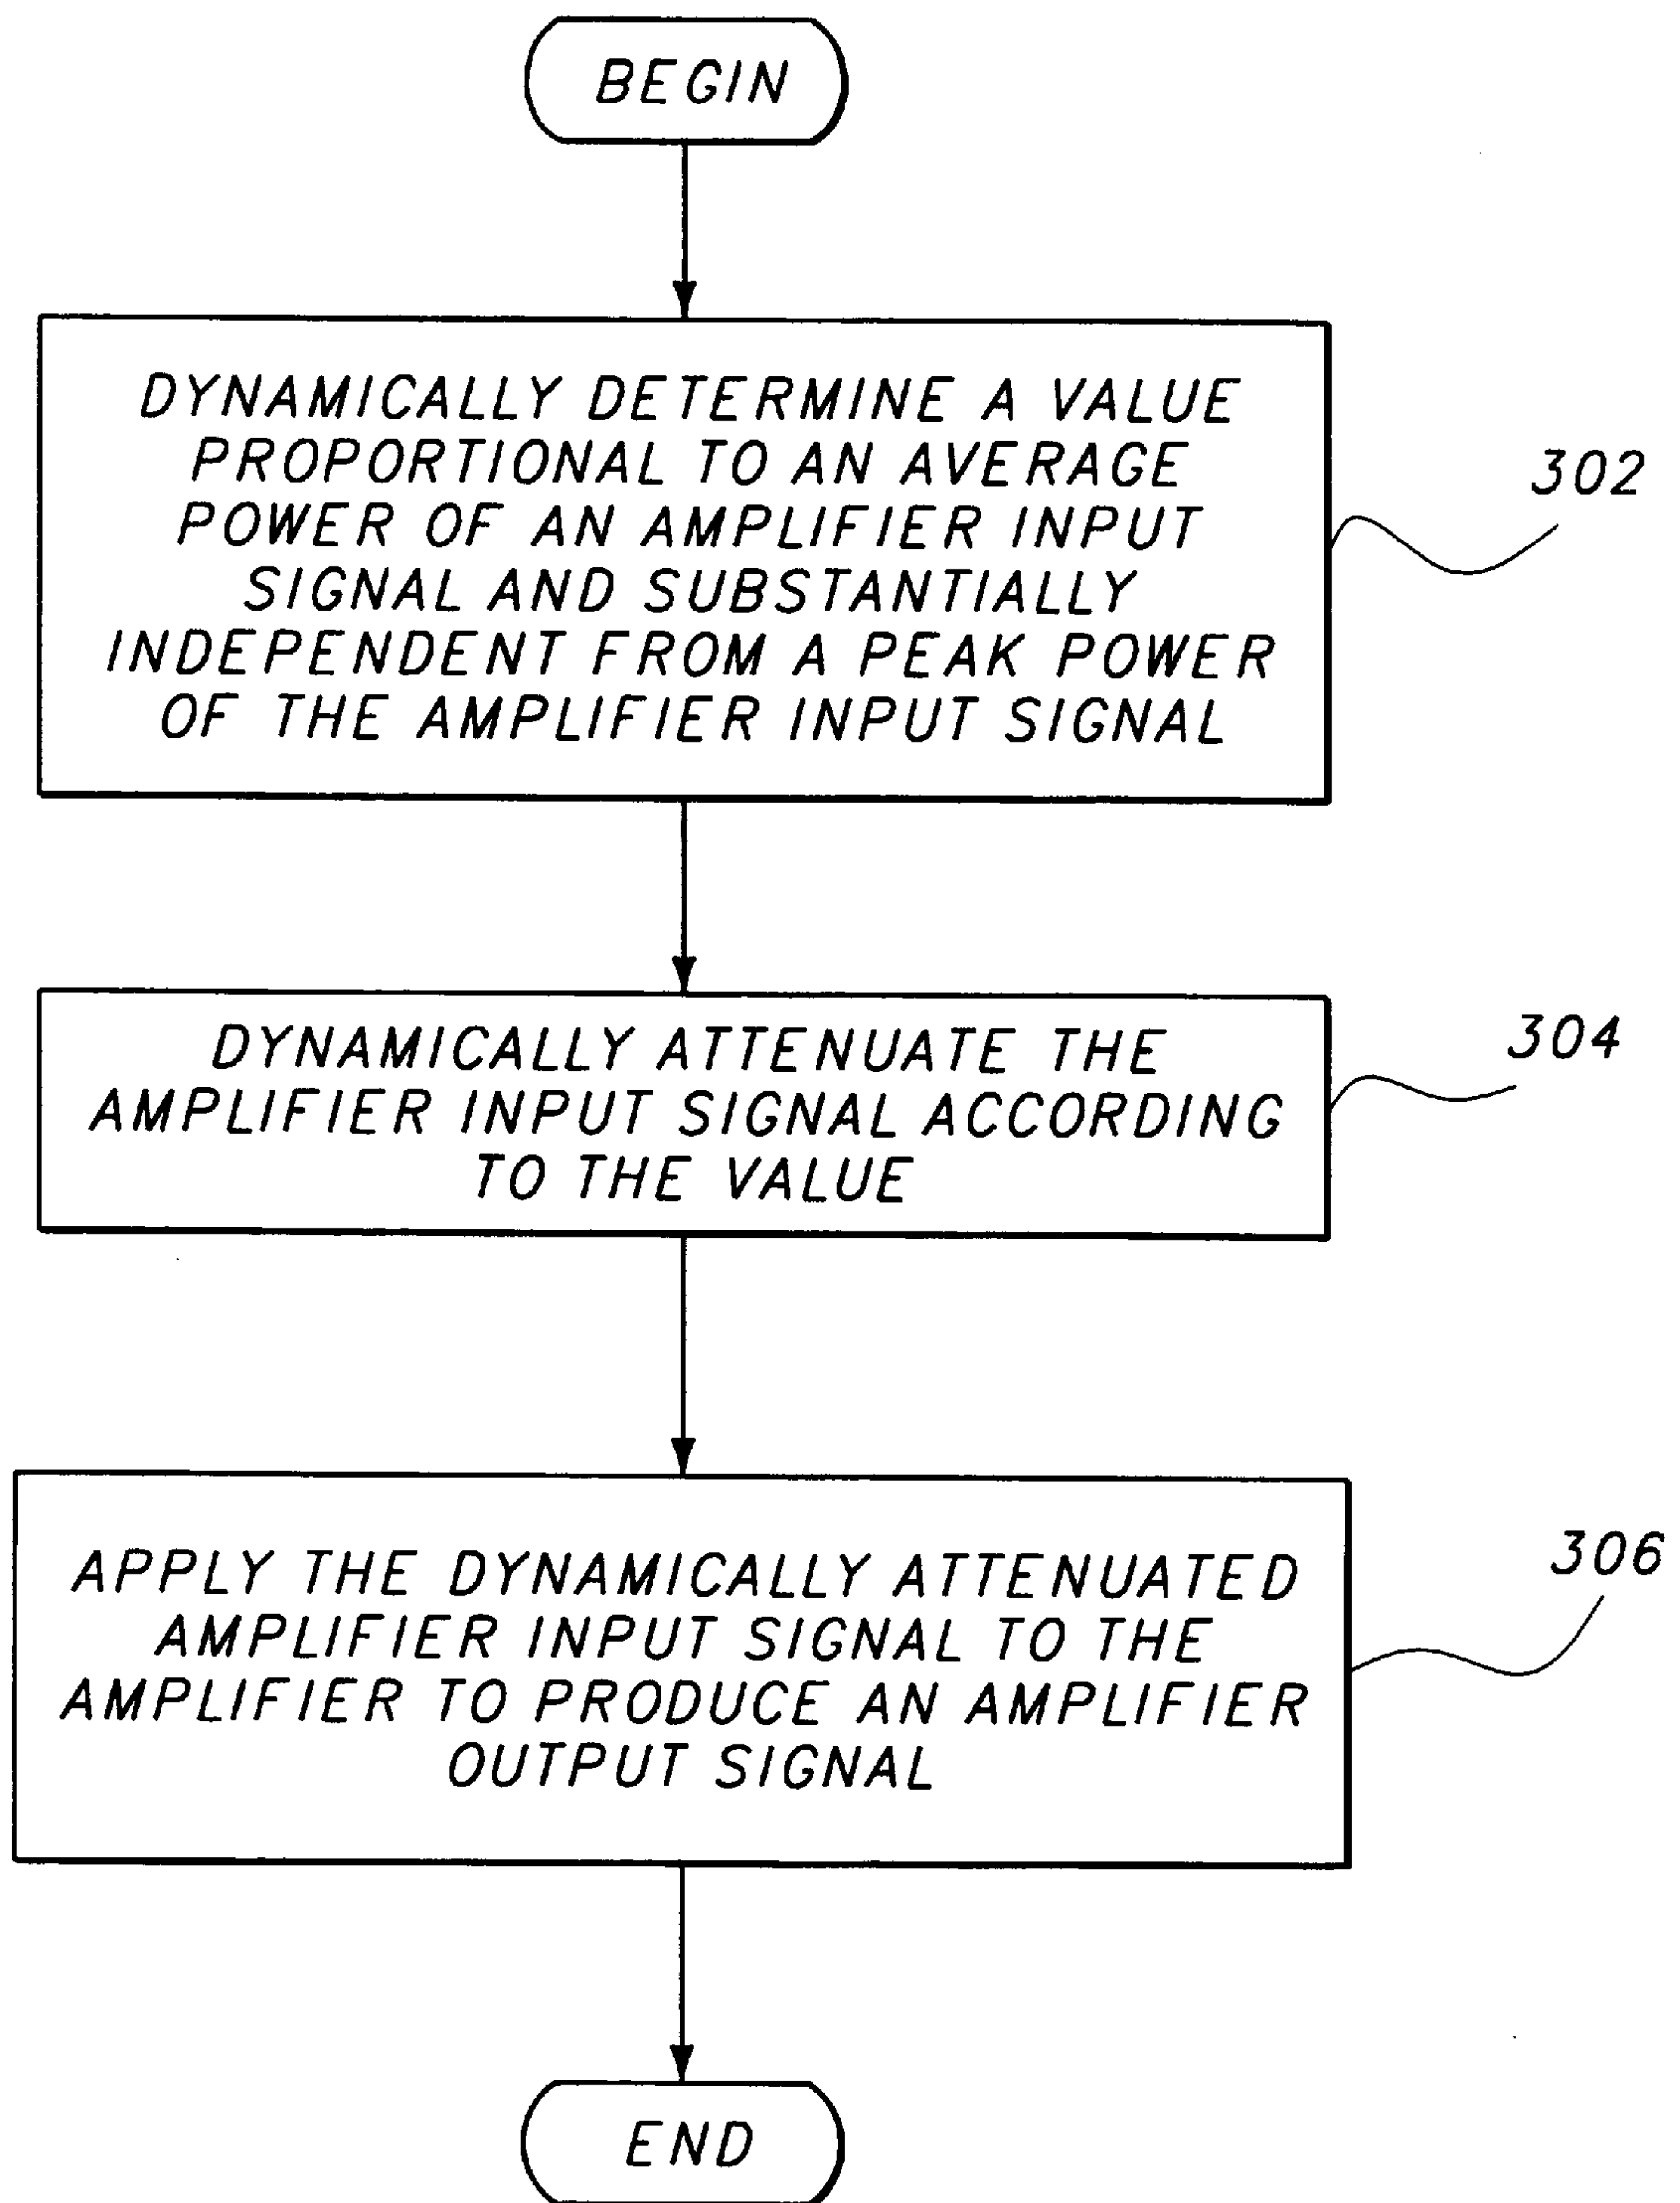 BEGIN
DYNAMICALLY DETERMINE A VALUE
PROPORTIONAL TO AN AVERAGE
POWER OF AN AMPLIFIER INPUT
SIGNAL AND SUBSTANTIALLY
INDEPENDENT FROM A PEAK POWER
OF THE AMPLIFIER INPUT SIGNAL
302
DYNAMICALLY ATTENUATE THE
AMPLIFIER INPUT SIGNAL ACCORDING
TO THE VALUE
304
APPLY THE DYNAMICALLY ATTENUATED
AMPLIFIER INPUT SIGNAL TO THE
AMPLIFIER TO PRODUCE AN AMPLIFIER
OUTPUT SIGNAL
306
END